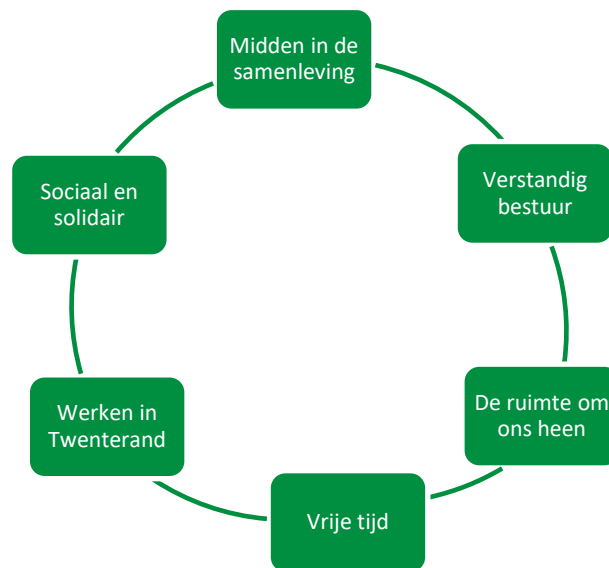 Midden in de
samenleving
Verstandig
bestuur
De ruimte om
ons heen
Vrije tijd
Werken in
Twenterand
Sociaal en
solidair